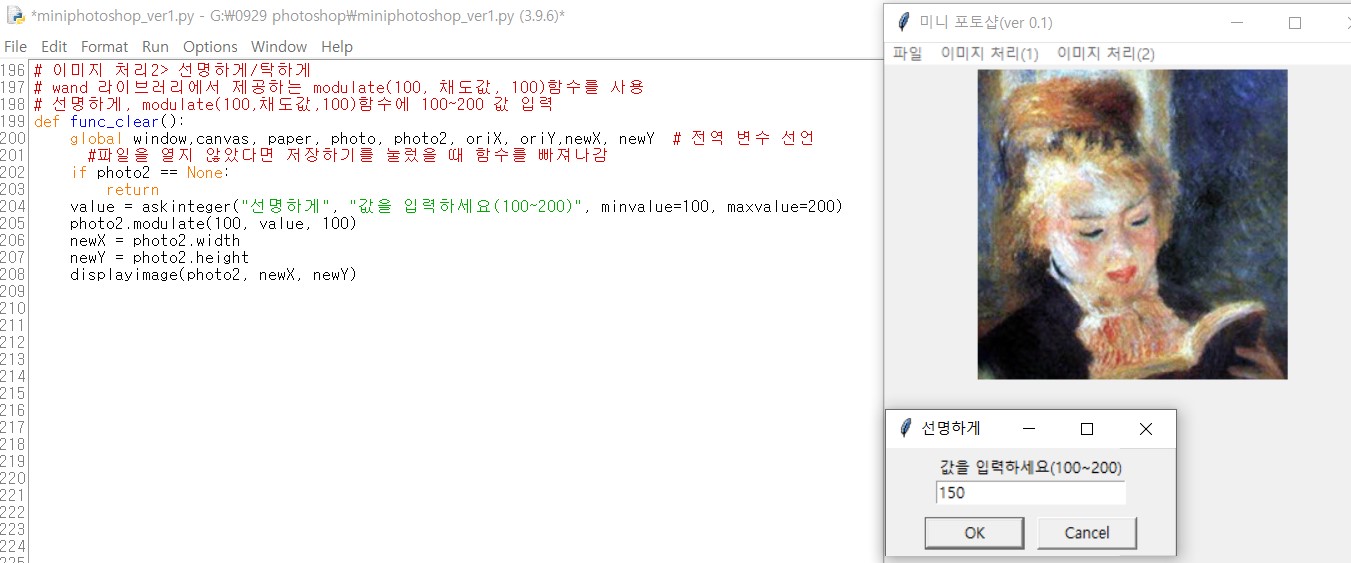 *miniphotoshop_ver1.py - G:\0929 photoshop\miniphotoshop_ver1.py (3.9.6)*
File Edit Format Run Options Window Help
196 # 이미지 처리2> 선명하게/탁하게
197 # wand 라이브러리에서 제공하는 modulate(100, 채도값, 100)함수를 사용
198 # 선명하게, modulate(100,채도값,100)함수에 100~200 값 입력
199 def func_clear():
200     global window,canvas, paper, photo, photo2, oriX, oriY,newX, newY  # 전역 변수 선언
201       #파일을 열지 않았다면 저장하기를 눌렀을 때 함수를 빠져나감
202     if photo2 == None:
203         return
204     value = askinteger("선명하게", "값을 입력하세요(100~200)", minvalue=100, maxvalue=200)
205     photo2.modulate(100, value, 100)
206     newX = photo2.width
207     newY = photo2.height
208     displayimage(photo2, newX, newY)
209
210
211
212
213
214
215
216
217
218
219
220
221
222
223
224
225
미니 포토샵(ver 0.1)
파일 이미지 처리(1) 이미지 처리(2)
선명하게
값을 입력하세요(100~200)
150
OK Cancel